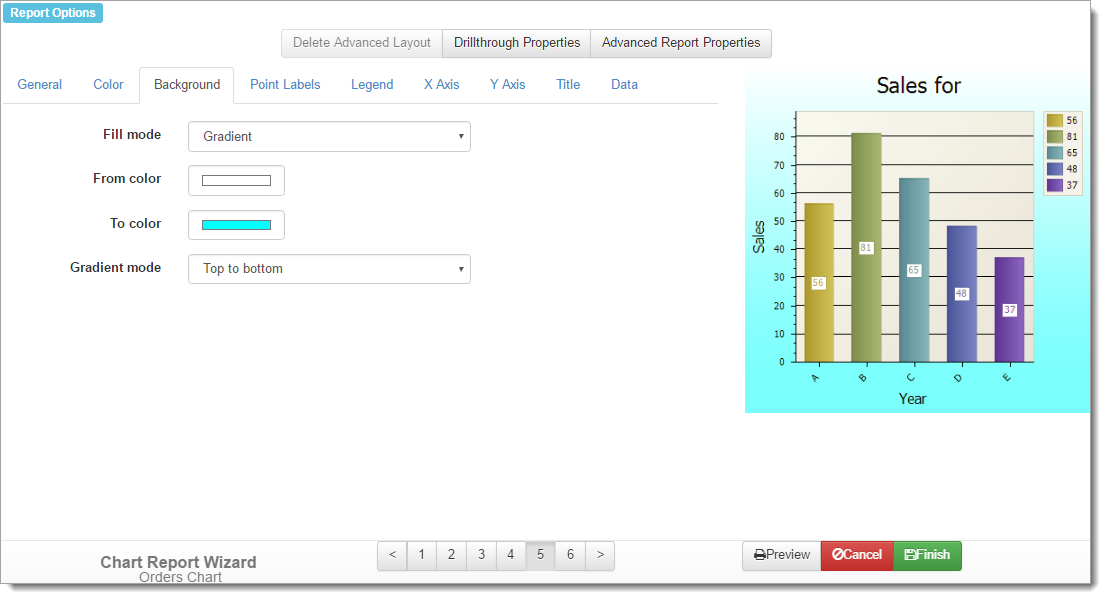 Report Options
Delete Advanced Layout Drillthrough Properties Advanced Report Properties
General Color Background Point Labels Legend X Axis Y Axis Title Data
Fill mode Gradient
From color
To color
Gradient mode Top to bottom
Sales for
56
81
65
48
37
80
70
60
50
40
30
20
10
0
Sales
56
81
65
48
37
A B C D E
Year
Chart Report Wizard
Orders Chart
< 1 2 3 4 5 6 >
Preview Cancel Finish